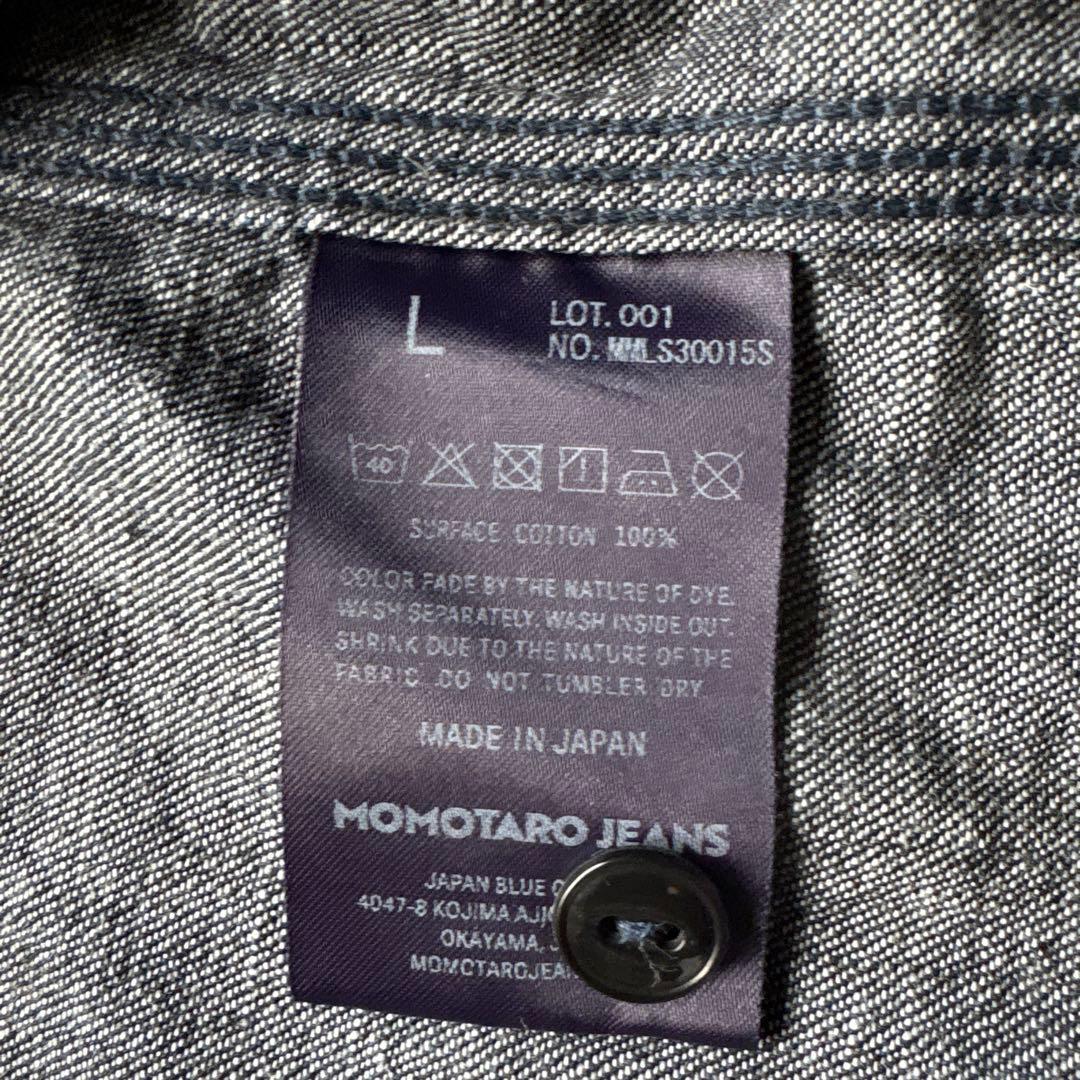 L
LOT. 001
NO. MMLS30015S
40
SURFACE COTTON 100%
COLOR FADE BY THE NATURE OF DYE.
WASH SEPARATELY. WASH INSIDE OUT.
SHRINK DUE TO THE NATURE OF THE
FABRIC. DO NOT TUMBLER DRY
MADE IN JAPAN
MOMOTARO JEANS
JAPAN BLUE
4047-8 KOJIMA
OKAYAMA,